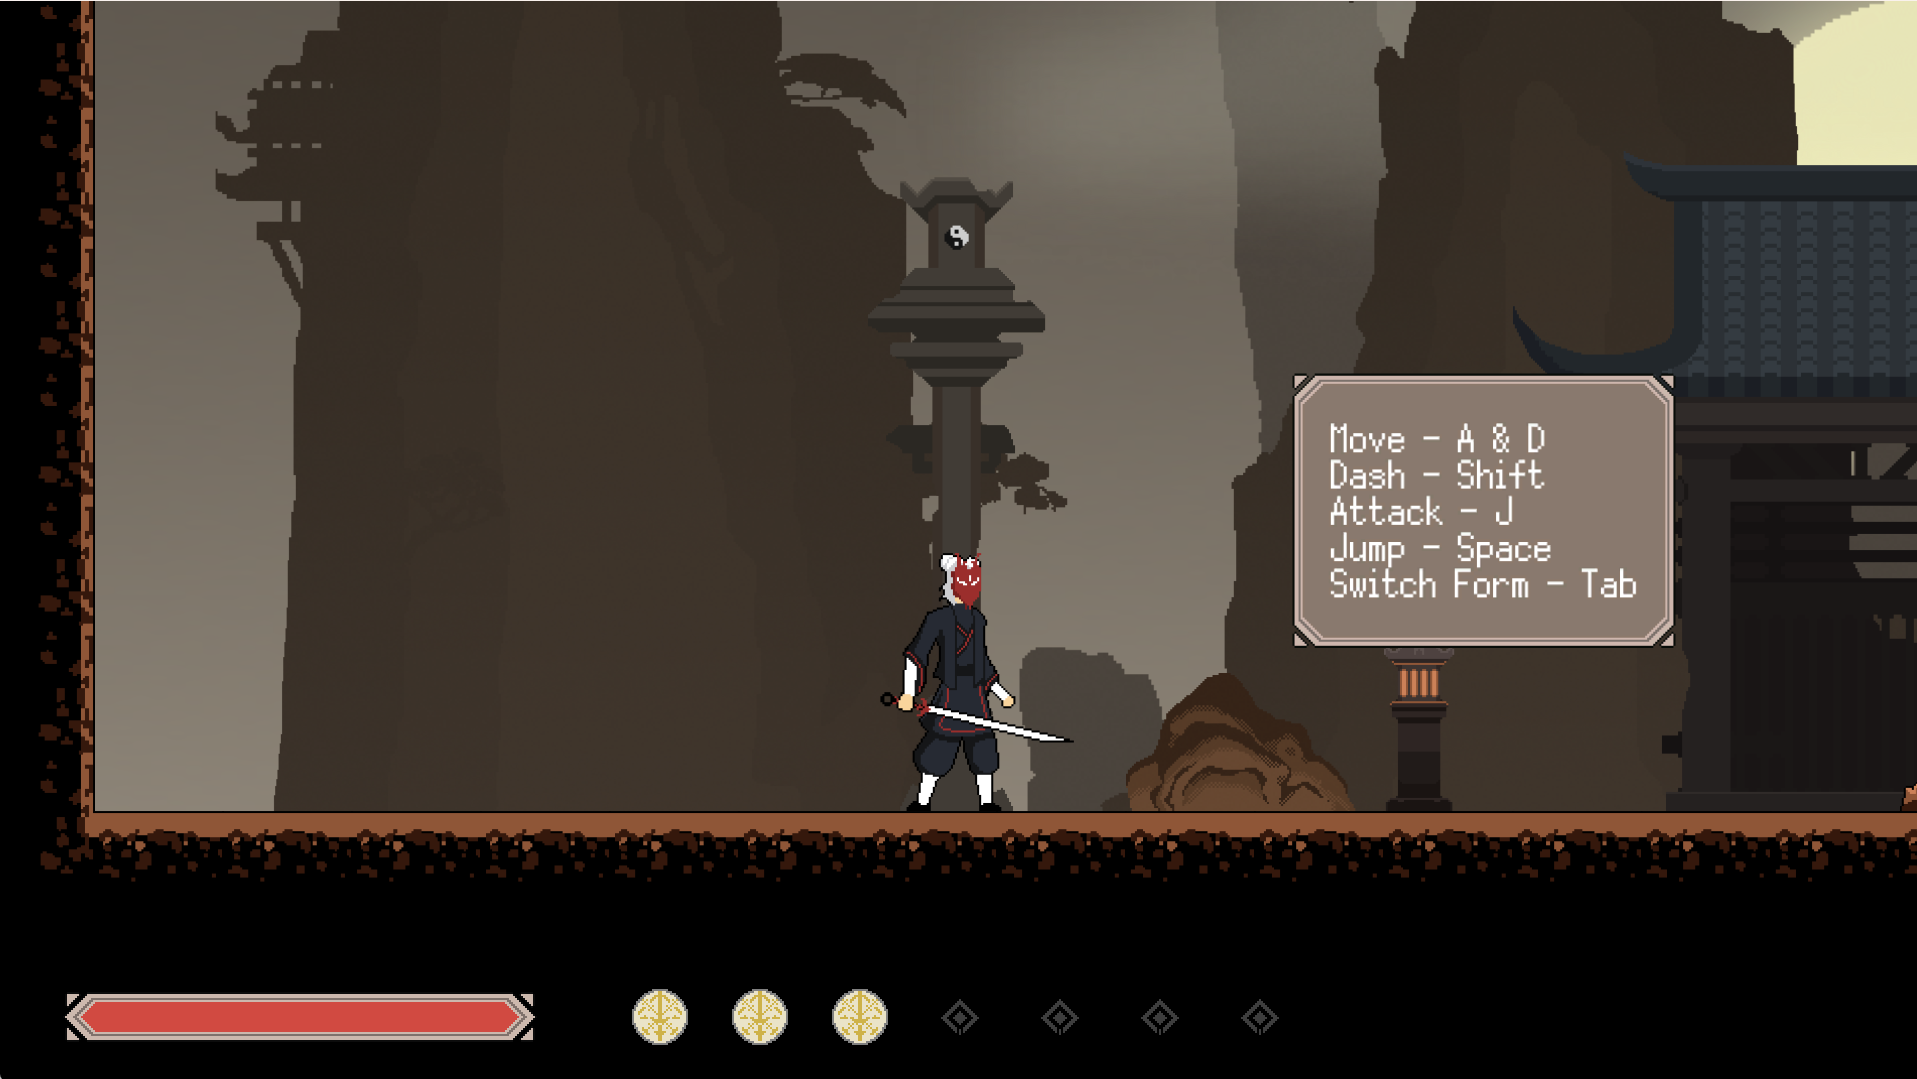 Move - A & D
Dash - Shift
Attack - J
Jump - Space
Switch Form - Tab